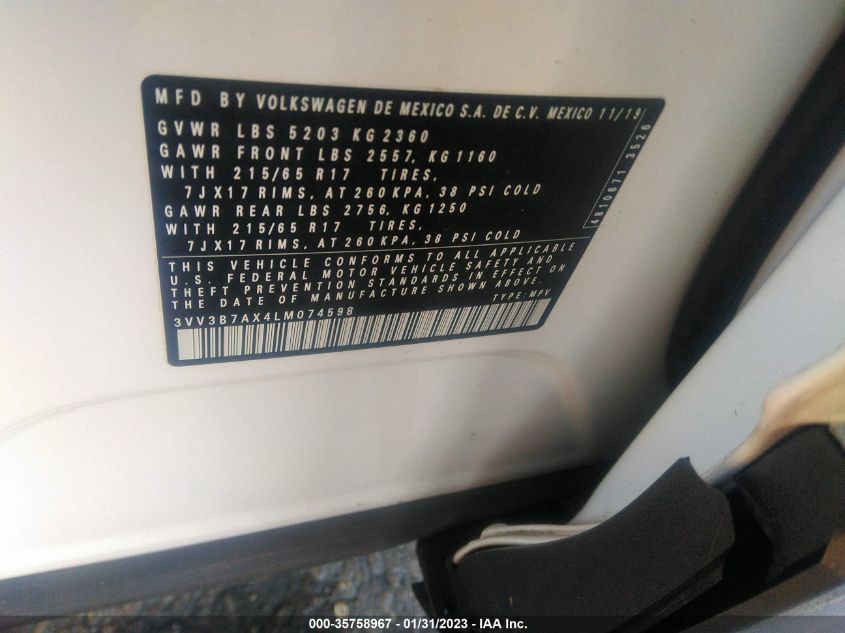 MFD BY VOLKSWAGEN DE MEXICO S.A. DE C.V. MEXICO 11/19
GVWR LBS 5203 KG 2360
GAWR FRONT LBS 2557, KG 1160
WITH 215/65 R17 TIRES,
7JX17 RIMS, AT 260 KPA, 38 PSI COLD
GAWR REAR LBS 2756, KG 1250
WITH 215/65 R17 TIRES,
7JX17 RIMS, AT 260 KPA, 38 PSI COLD
4810671 3526
THIS VEHICLE CONFORMS TO ALL APPLICABLE
U.S. FEDERAL MOTOR VEHICLE SAFETY AND
THEFT PREVENTION STANDARDS IN EFFECT ON
THE DATE OF MANUFACTURE SHOWN ABOVE.
TYPE: MPV
3VV3B7AX4LM074598
000-35758967 - 01/31/2023 - IAA Inc.